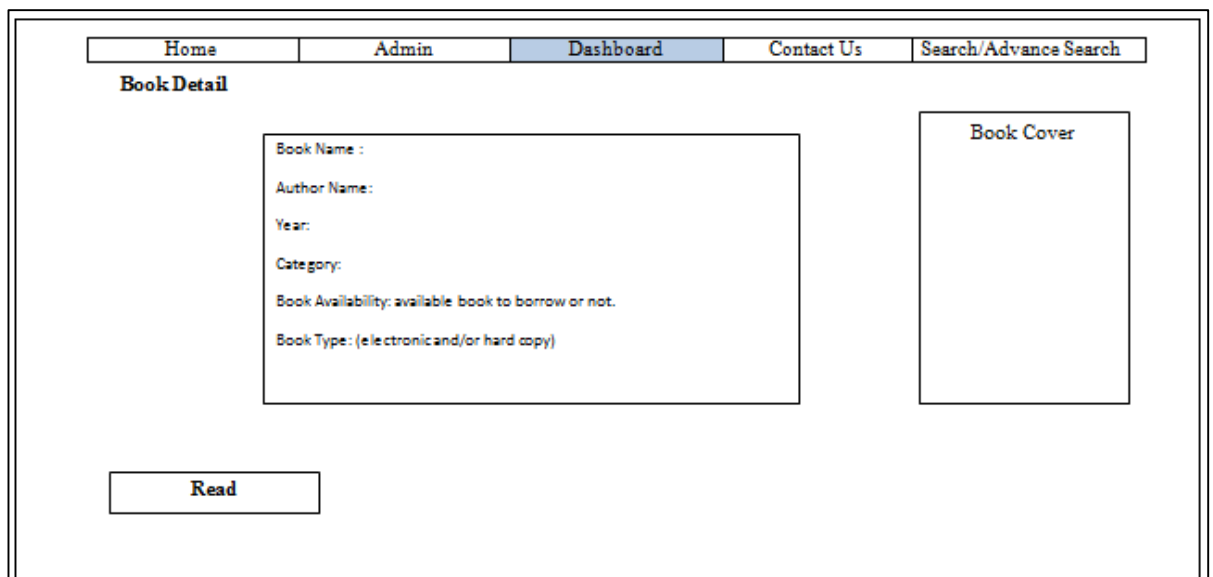 Home Admin Dashboard Contact Us Search/Advance Search
Book Detail
Book Cover
Book Name :
Author Name:
Year:
Category:
Book Availability: available book to borrow or not.
Book Type: (electronic and/or hard copy)
Read